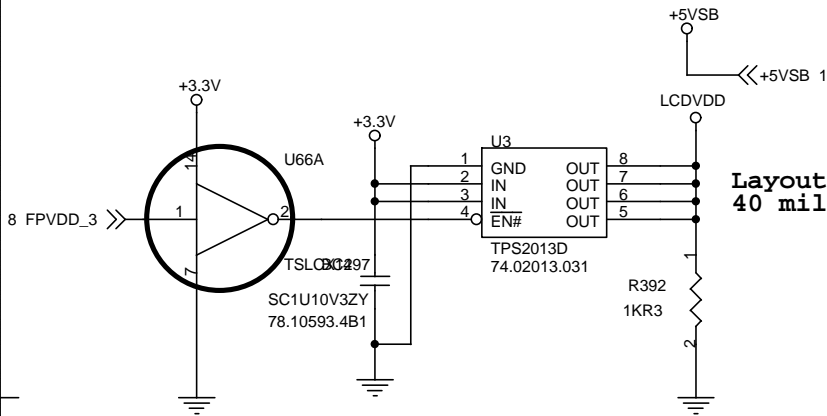 +5VSB
+5VSB 1
LCDVDD
+3.3V
14
U66A
8 FPVDD_3
1
2
7
+3.3V
SC1U10V3ZY
78.10593.4B1
U3
1 GND OUT 8
2 IN OUT 7
3 IN OUT 6
4 EN# OUT 5
TPS2013D
74.02013.031
Layout
40 mil
1
R392
1KR3
2